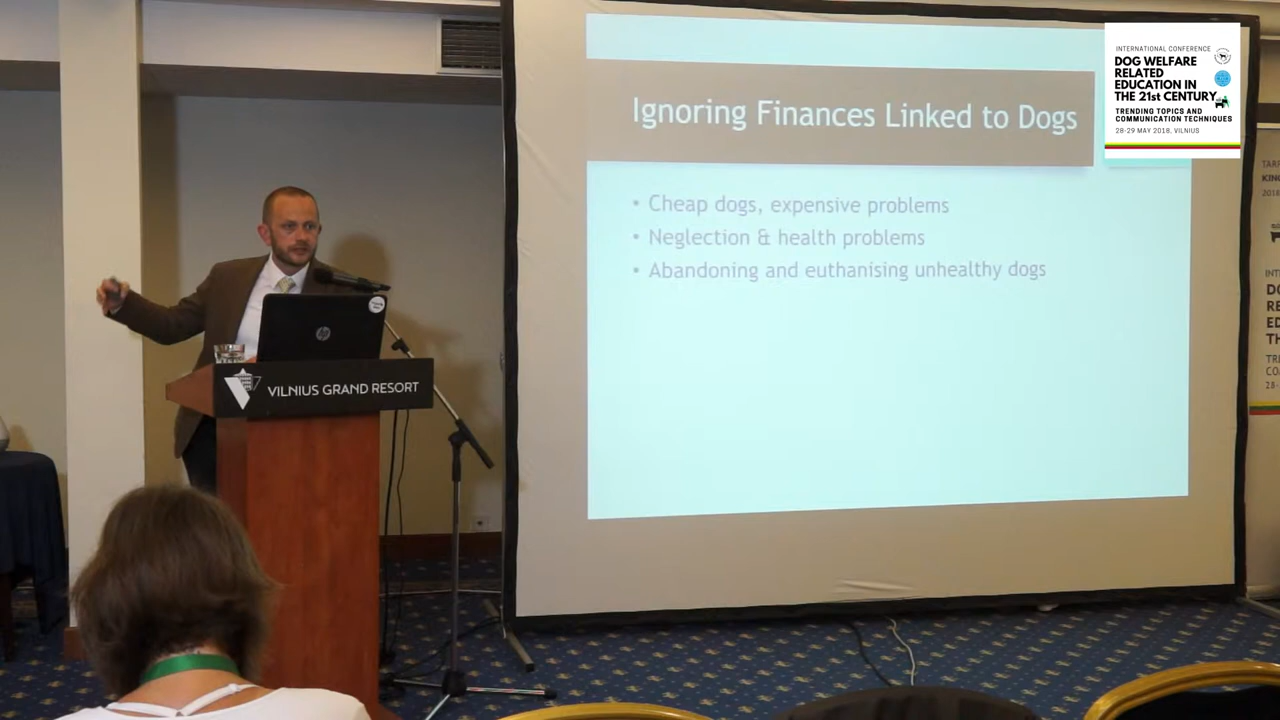 Ignoring Finances Linked to Dogs
• Cheap dogs, expensive problems
• Neglection & health problems
• Abandoning and euthanising unhealthy dogs
INTERNATIONAL CONFERENCE
DOG WELFARE
RELATED
EDUCATION IN
THE 21st CENTURY
TRENDING TOPICS AND
COMMUNICATION TECHNIQUES
28-29 MAY 2018, VILNIUS
VILNIUS GRAND RESORT
hp